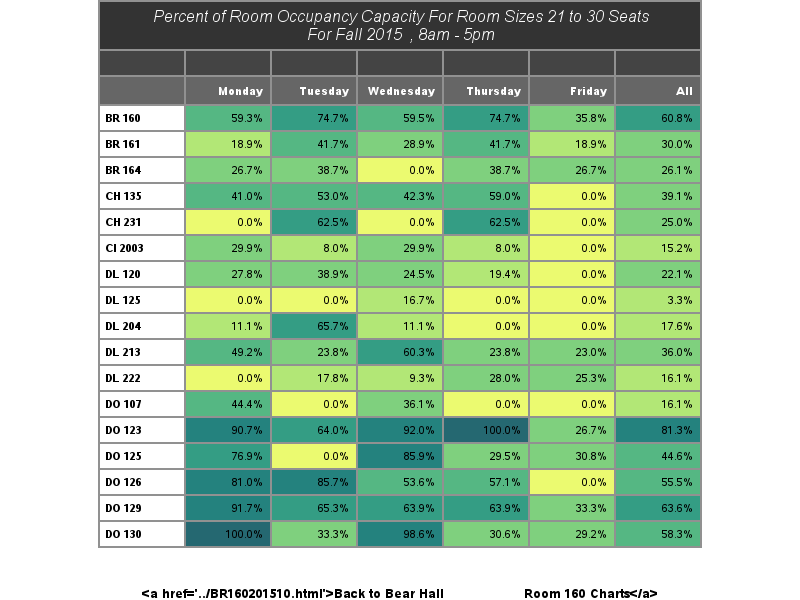 Percent of Room Occupancy Capacity For Room Sizes 21 to 30 Seats
For Fall 2015 , 8am - 5pm
Monday Tuesday Wednesday Thursday Friday All
BR 160 59.3% 74.7% 59.5% 74.7% 35.8% 60.8%
BR 161 18.9% 41.7% 28.9% 41.7% 18.9% 30.0%
BR 164 26.7% 38.7% 0.0% 38.7% 26.7% 26.1%
CH 135 41.0% 53.0% 42.3% 59.0% 0.0% 39.1%
CH 231 0.0% 62.5% 0.0% 62.5% 0.0% 25.0%
CI 2003 29.9% 8.0% 29.9% 8.0% 0.0% 15.2%
DL 120 27.8% 38.9% 24.5% 19.4% 0.0% 22.1%
DL 125 0.0% 0.0% 16.7% 0.0% 0.0% 3.3%
DL 204 11.1% 65.7% 11.1% 0.0% 0.0% 17.6%
DL 213 49.2% 23.8% 60.3% 23.8% 23.0% 36.0%
DL 222 0.0% 17.8% 9.3% 28.0% 25.3% 16.1%
DO 107 44.4% 0.0% 36.1% 0.0% 0.0% 16.1%
DO 123 90.7% 64.0% 92.0% 100.0% 26.7% 81.3%
DO 125 76.9% 0.0% 85.9% 29.5% 30.8% 44.6%
DO 126 81.0% 85.7% 53.6% 57.1% 0.0% 55.5%
DO 129 91.7% 65.3% 63.9% 63.9% 33.3% 63.6%
DO 130 100.0% 33.3% 98.6% 30.6% 29.2% 58.3%
<a href='../BR160201510.html'>Back to Bear Hall Room 160 Charts</a>